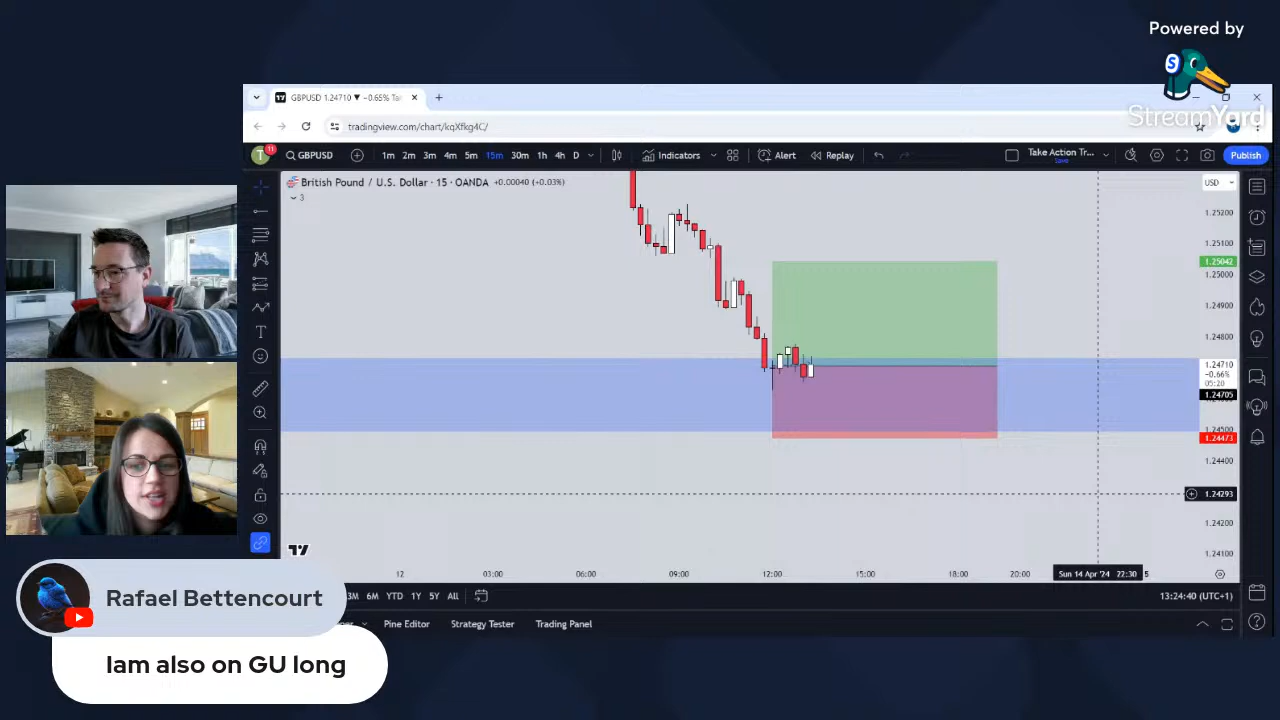 Powered by
StreamYard
GBPUSD 1.24710 ▼ −0.65%
tradingview.com/chart/kqXfkg4C/
T
11
GBPUSD
1m 2m 3m 4m 5m 15m 30m 1h 4h D
Indicators
Alert
Replay
Take Action Tr...
Save
Publish
British Pound / U.S. Dollar · 15 · OANDA +0.00040 (+0.03%)
3
USD
1.25200
1.25100
1.25042
1.25000
1.24900
1.24800
1.24710
−0.66%
05:20
1.24705
1.24500
1.24473
1.24400
1.24293
1.24200
1.24100
12 03:00 06:00 09:00 12:00 15:00 18:00 20:00 Sun 14 Apr '24 22:30 5
3M 6M YTD 1Y 5Y All
13:24:40 (UTC+1)
Pine Editor Strategy Tester Trading Panel
Rafael Bettencourt
Iam also on GU long